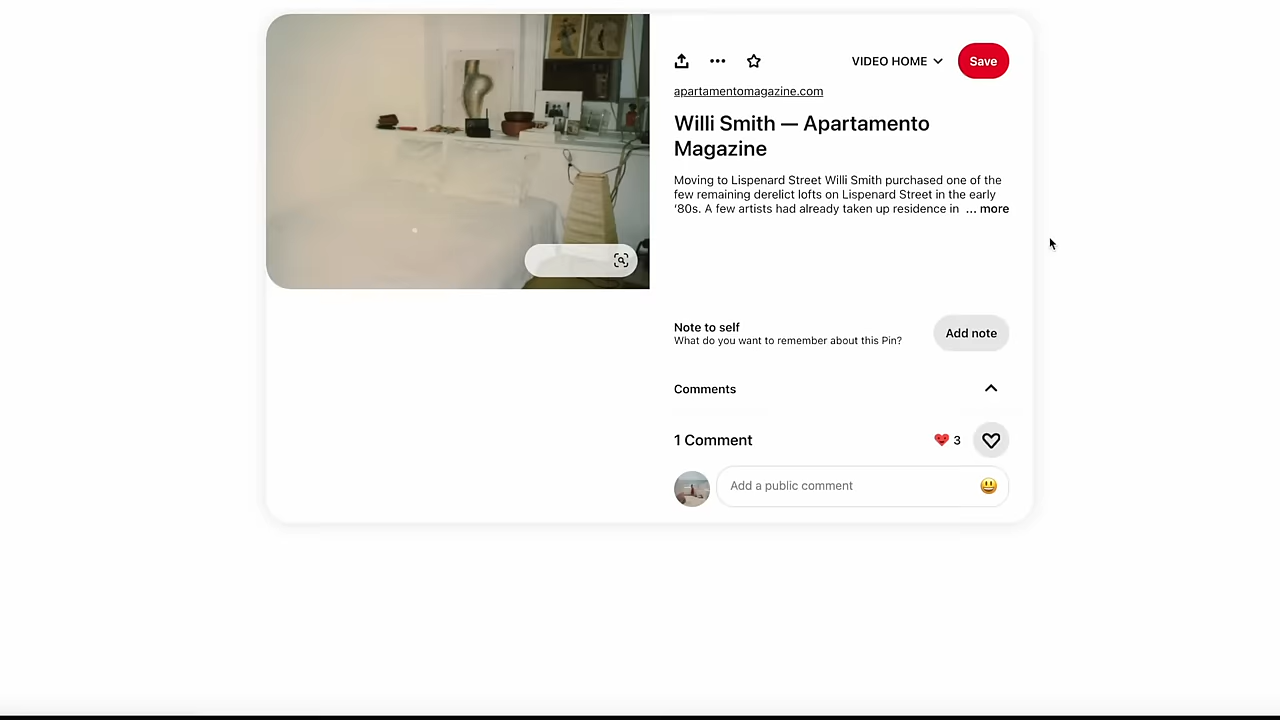 VIDEO HOME
Save
apartamentomagazine.com
Willi Smith — Apartamento
Magazine
Moving to Lispenard Street Willi Smith purchased one of the
few remaining derelict lofts on Lispenard Street in the early
‘80s. A few artists had already taken up residence in ... more
Note to self
What do you want to remember about this Pin?
Add note
Comments
1 Comment
3
Add a public comment